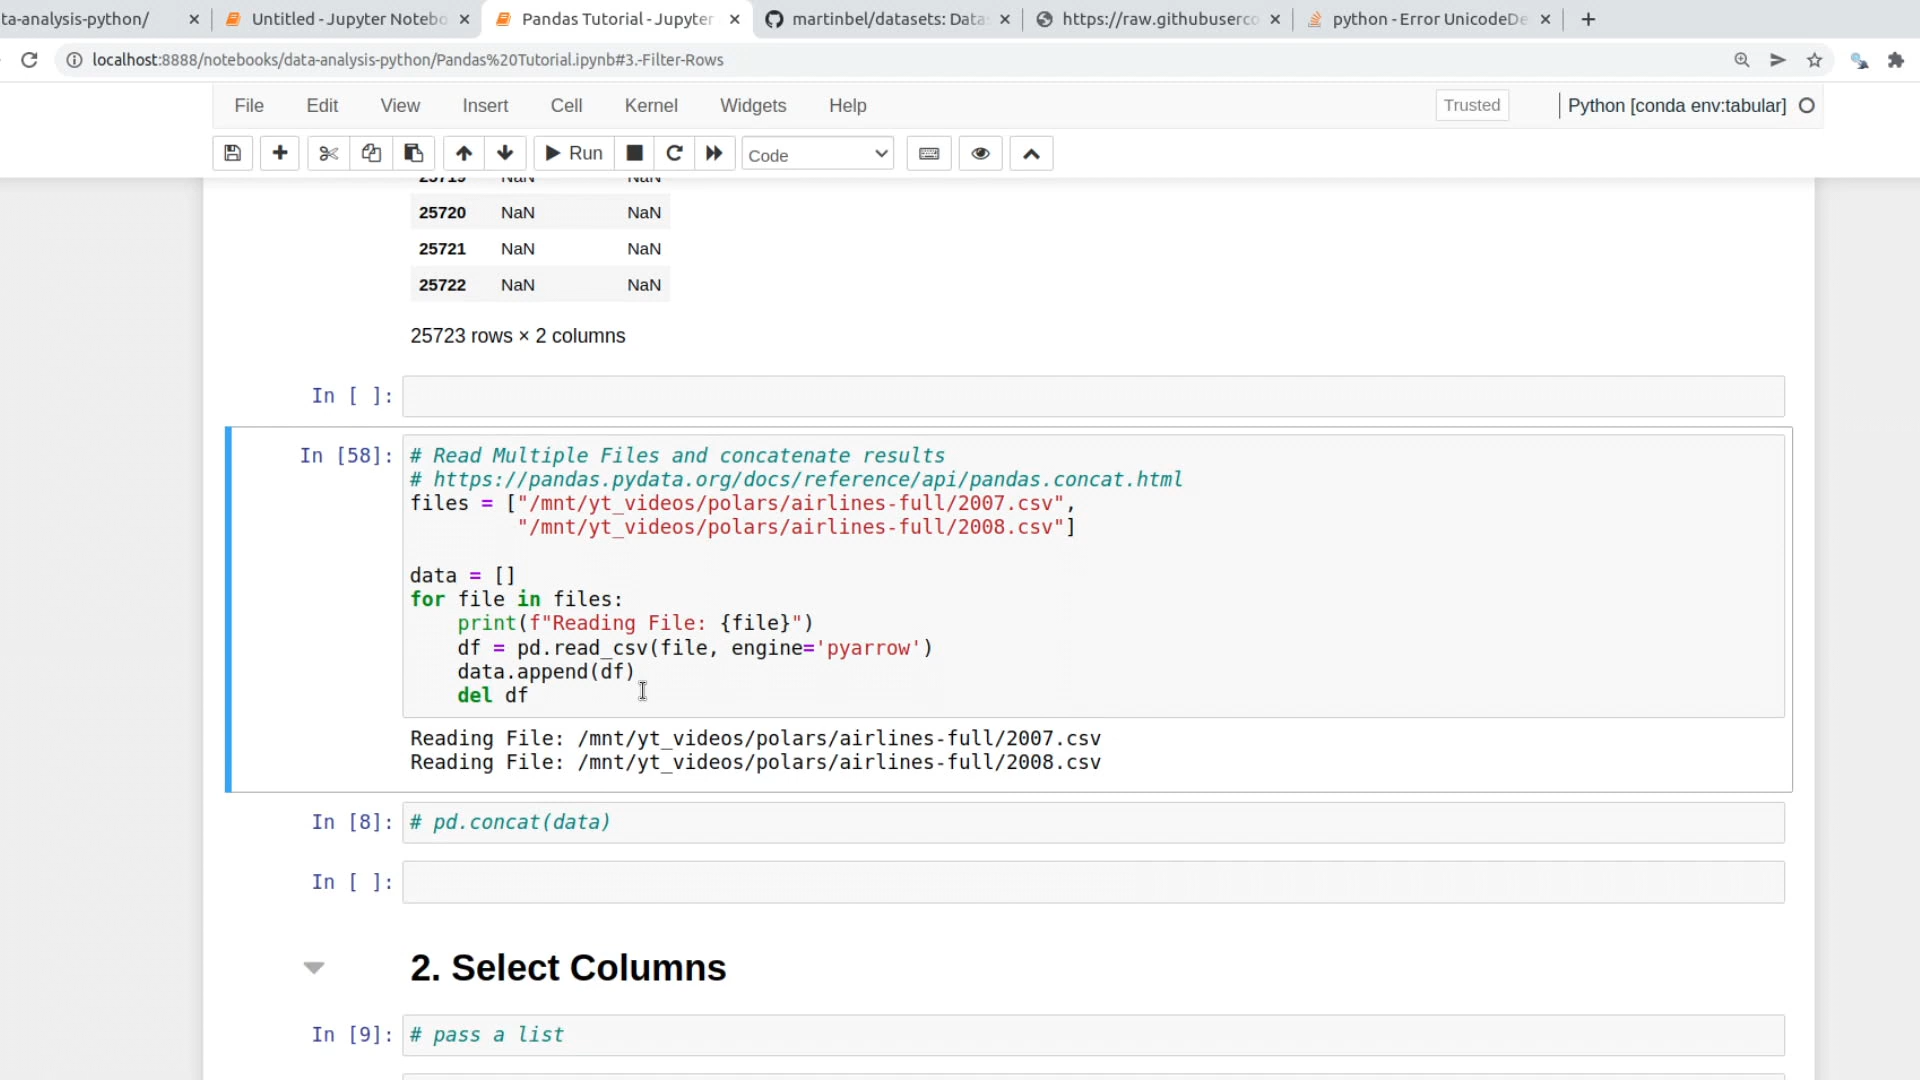 ta-analysis-python/
Untitled - Jupyter Notebo
Pandas Tutorial - Jupyter
martinbel/datasets: Data
https://raw.githubuserco
python - Error UnicodeDe
localhost:8888/notebooks/data-analysis-python/Pandas%20Tutorial.ipynb#3.-Filter-Rows
File Edit View Insert Cell Kernel Widgets Help
Trusted
Python [conda env:tabular]
Run
Code
25719 NaN NaN
25720 NaN NaN
25721 NaN NaN
25722 NaN NaN
25723 rows × 2 columns
In [ ]:
In [58]:
# Read Multiple Files and concatenate results
# https://pandas.pydata.org/docs/reference/api/pandas.concat.html
files = ["/mnt/yt_videos/polars/airlines-full/2007.csv",
"/mnt/yt_videos/polars/airlines-full/2008.csv"]
data = []
for file in files:
print(f"Reading File: {file}")
df = pd.read_csv(file, engine='pyarrow')
data.append(df)
del df
Reading File: /mnt/yt_videos/polars/airlines-full/2007.csv
Reading File: /mnt/yt_videos/polars/airlines-full/2008.csv
In [8]: # pd.concat(data)
In [ ]:
2. Select Columns
In [9]: # pass a list